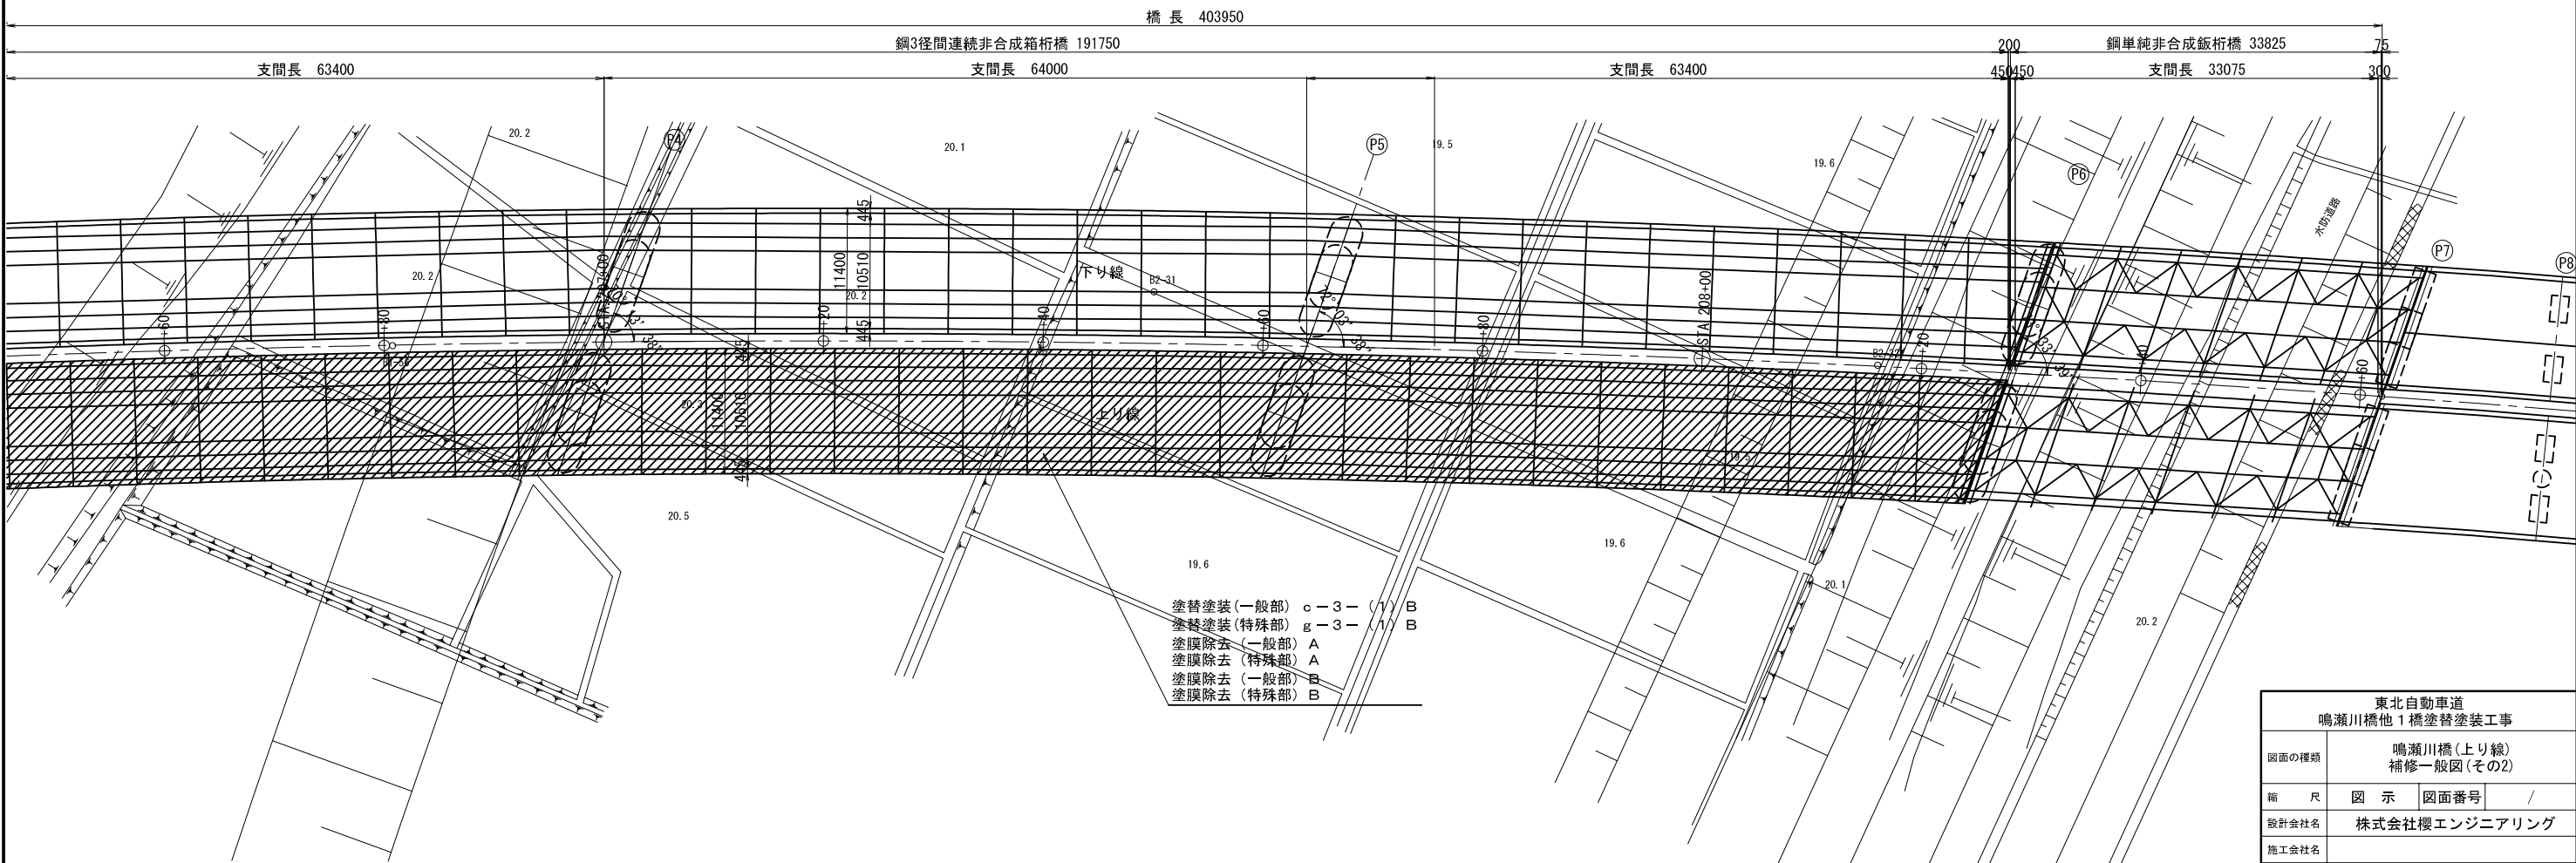 橋 長 403950
鋼3径間連続非合成箱桁橋 191750
200
鋼単純非合成鈑桁橋 33825
75
支間長 63400
支間長 64000
支間長 63400
450
450
支間長 33075
300
P4
P5
P6
P7
P8
20.2
20.1
19.5
19.6
水防道路
20.2
20.2
下り線
B2-31
445
11400
10510
445
+60
+80
+20
+40
+60
+80
STA 208+00
+20
+40
+60
445
11400
10610
445
上り線
20.5
19.6
19.6
20.1
20.2
塗替塗装(一般部) c-3-(1)B
塗替塗装(特殊部) g-3-(1)B
塗膜除去(一般部)A
塗膜除去(特殊部)A
塗膜除去(一般部)B
塗膜除去(特殊部)B
東北自動車道
鳴瀬川橋他1橋塗替塗装工事
図面の種類
鳴瀬川橋(上り線)
補修一般図(その2)
縮 尺
図 示
図面番号
/
設計会社名
株式会社櫻エンジニアリング
施工会社名